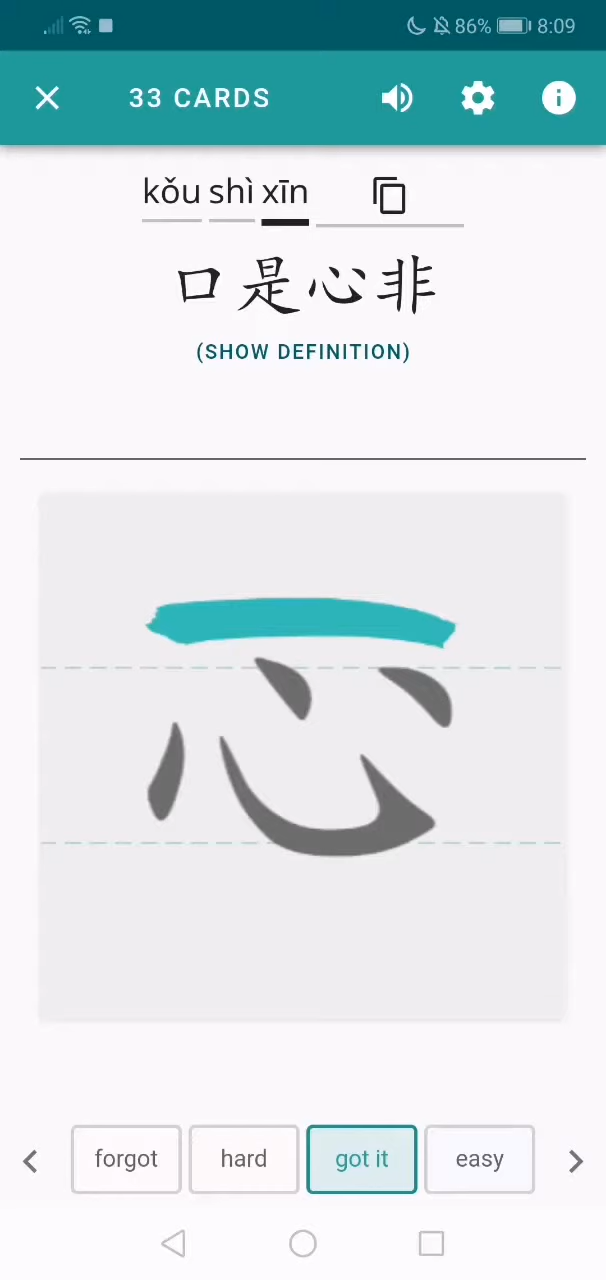 86% 8:09
33 CARDS
kǒu shì xīn
口是心非
(SHOW DEFINITION)
心
forgot hard got it easy